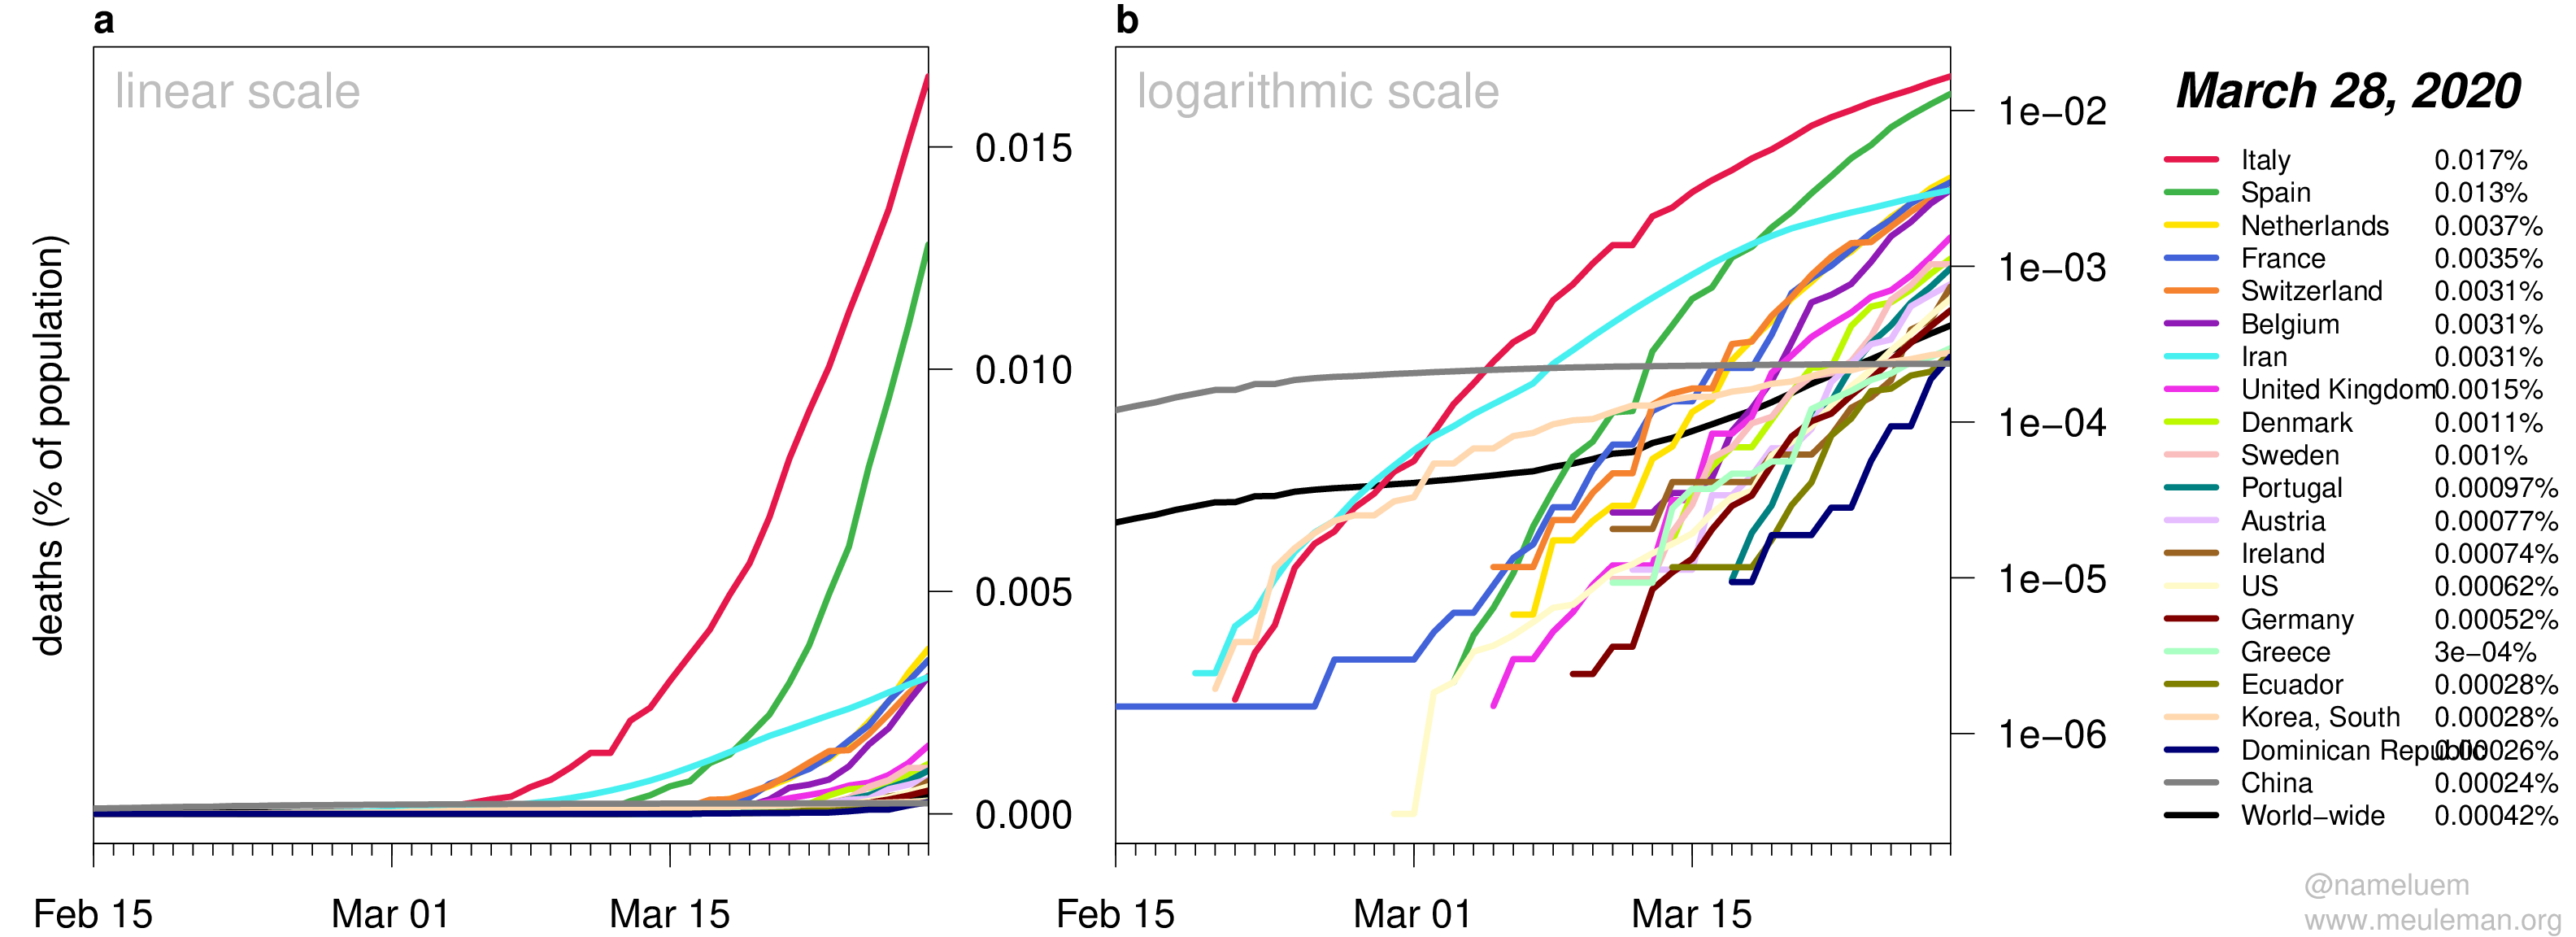 a
linear scale
deaths (% of population)
0.015
0.010
0.005
0.000
Feb 15
Mar 01
Mar 15
b
logarithmic scale
1e−02
1e−03
1e−04
1e−05
1e−06
Feb 15
Mar 01
Mar 15
March 28, 2020
Italy 0.017%
Spain 0.013%
Netherlands 0.0037%
France 0.0035%
Switzerland 0.0031%
Belgium 0.0031%
Iran 0.0031%
United Kingdom 0.0015%
Denmark 0.0011%
Sweden 0.001%
Portugal 0.00097%
Austria 0.00077%
Ireland 0.00074%
US 0.00062%
Germany 0.00052%
Greece 3e−04%
Ecuador 0.00028%
Korea, South 0.00028%
Dominican Republic 0.00026%
China 0.00024%
World−wide 0.00042%
@nameluem
www.meuleman.org